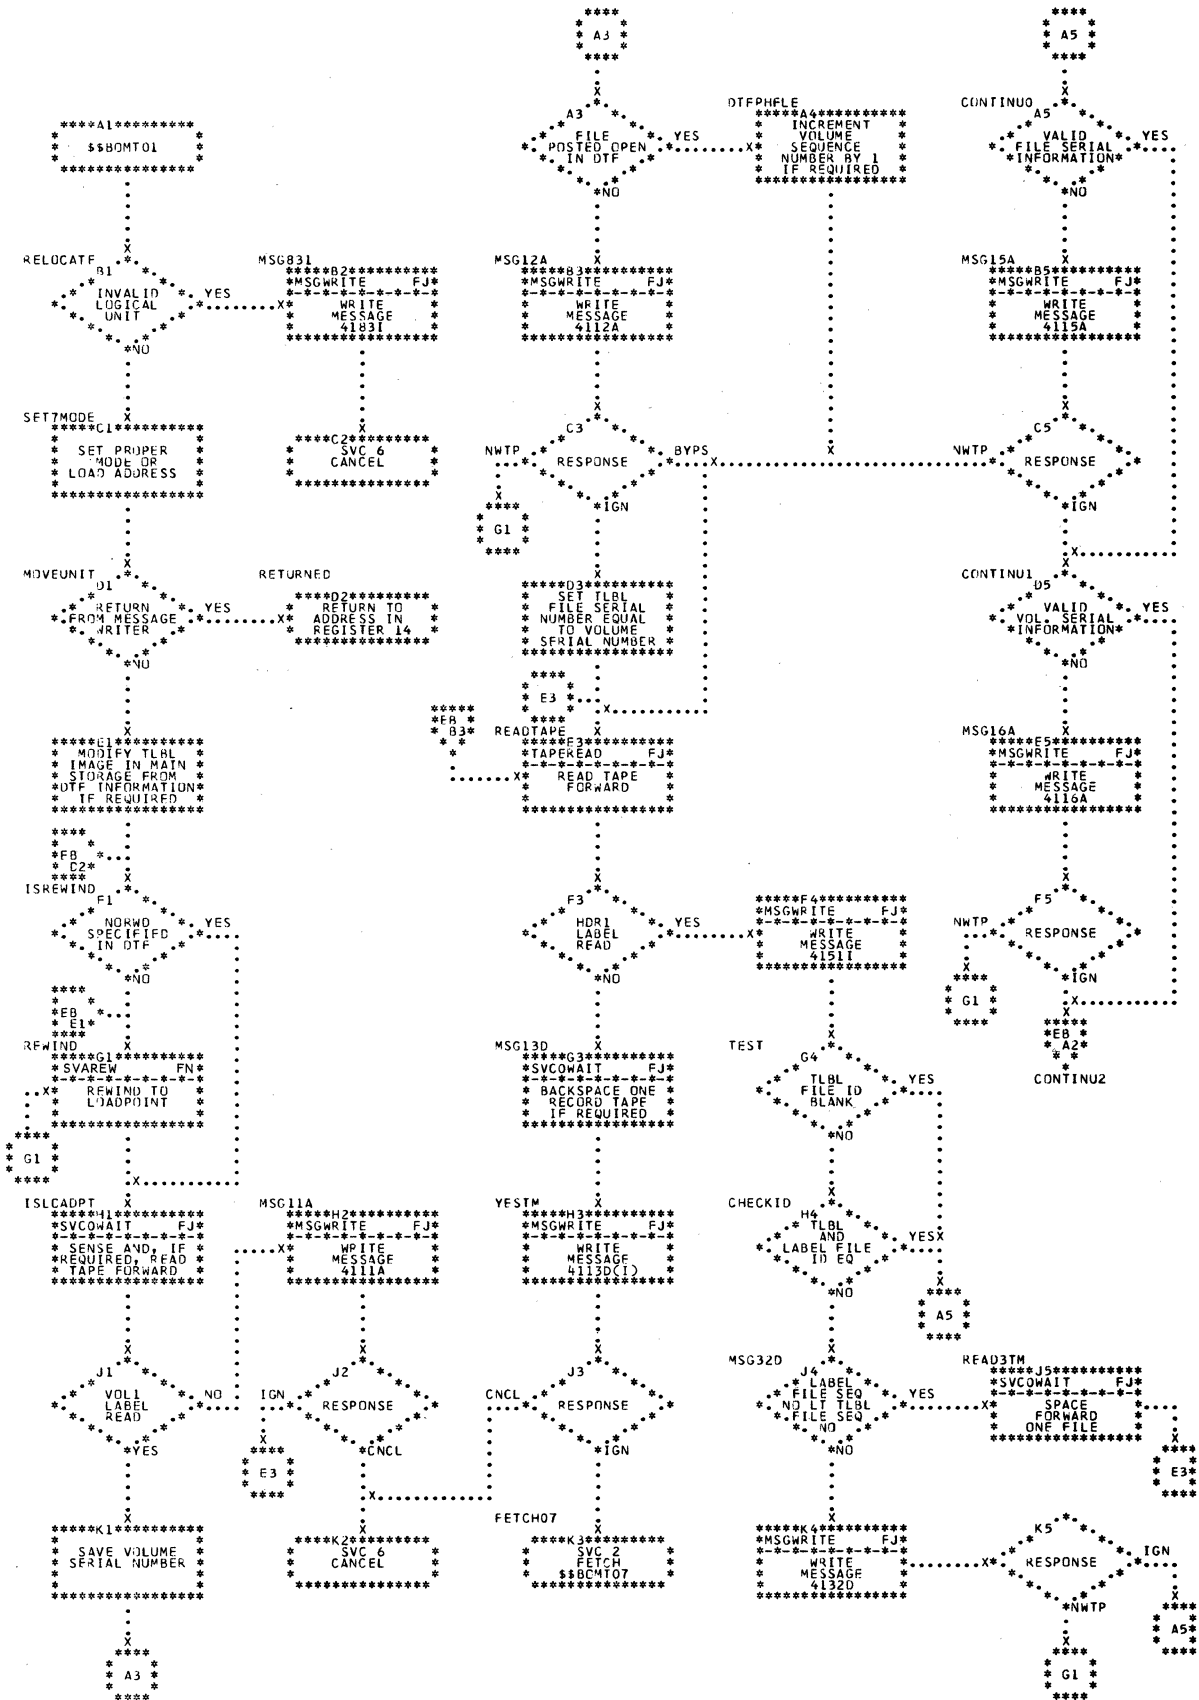 A3
A5
A1
$$BOMT01
A3
FILE
POSTED OPEN
IN DTF
YES
NO
DTFPHFLE
A4
INCREMENT
VOLUME
SEQUENCE
NUMBER BY 1
IF REQUIRED
CONTINU0
A5
VALID
FILE SERIAL
*INFORMATION*
YES
NO
RELOCATE
B1
INVALID
LOGICAL
UNIT
YES
NO
MSG831
B2
*MSGWRITE FJ*
WRITE
MESSAGE
4183I
MSG12A
B3
*MSGWRITE FJ*
WRITE
MESSAGE
4112A
MSG15A
B5
*MSGWRITE FJ*
WRITE
MESSAGE
4115A
SET7MODE
C1
SET PROPER
MODE OR
LOAD ADDRESS
C2
SVC 6
CANCEL
C3
NWTP
RESPONSE
BYPS
IGN
G1
C5
NWTP
RESPONSE
IGN
MOVEUNIT
D1
RETURN
FROM MESSAGE
WRITER
YES
NO
RETURNED
D2
RETURN TO
ADDRESS IN
REGISTER 14
D3
SET TLBL
FILE SERIAL
NUMBER EQUAL
TO VOLUME
SERIAL NUMBER
CONTINU1
D5
VALID
VOL. SERIAL
*INFORMATION*
YES
NO
E3
EB
B3
E1
MODIFY TLBL
IMAGE IN MAIN
STORAGE FROM
*DTF INFORMATION
IF REQUIRED
READTAPE
E3
*TAPEREAD FJ*
READ TAPE
FORWARD
MSG16A
E5
*MSGWRITE FJ*
WRITE
MESSAGE
4116A
C2
ISREWIND
F1
NORWD
SPECIFIED
IN DTF
YES
NO
F3
HDR1
LABEL
READ
YES
NO
F4
*MSGWRITE FJ*
WRITE
MESSAGE
4151I
F5
NWTP
RESPONSE
IGN
G1
EB
A2
CONTINU2
EB
E1
REWIND
G1
SVAREW FN
REWIND TO
LOADPOINT
G1
MSG13D
G3
*SVCOWAIT FJ*
BACKSPACE ONE
RECORD TAPE
IF REQUIRED
TEST
G4
TLBL
FILE ID
BLANK
YES
NO
ISLCADPT
H1
*SVCOWAIT FJ*
SENSE AND, IF
*REQUIRED, READ
TAPE FORWARD
MSG11A
H2
*MSGWRITE FJ*
WRITE
MESSAGE
4111A
YESTM
H3
*MSGWRITE FJ*
WRITE
MESSAGE
4113D(I)
CHECKID
H4
TLBL
AND
LABEL FILE
ID EQ
YES
NO
A5
J1
VOL1
LABEL
READ
NO
YES
J2
IGN
RESPONSE
CNCL
E3
J3
CNCL
RESPONSE
IGN
MSG32D
J4
LABEL
FILE SEQ
NO LT TLBL
FILE SEQ
NO
YES
NO
READ3TM
J5
*SVCOWAIT FJ*
SPACE
FORWARD
ONE FILE
E3
K1
SAVE VOLUME
SERIAL NUMBER
K2
SVC 6
CANCEL
FETCH07
K3
SVC 2
FETCH
$$BCMT07
K4
*MSGWRITE FJ*
WRITE
MESSAGE
4132D
K5
RESPONSE
IGN
NWTP
A5
A3
G1